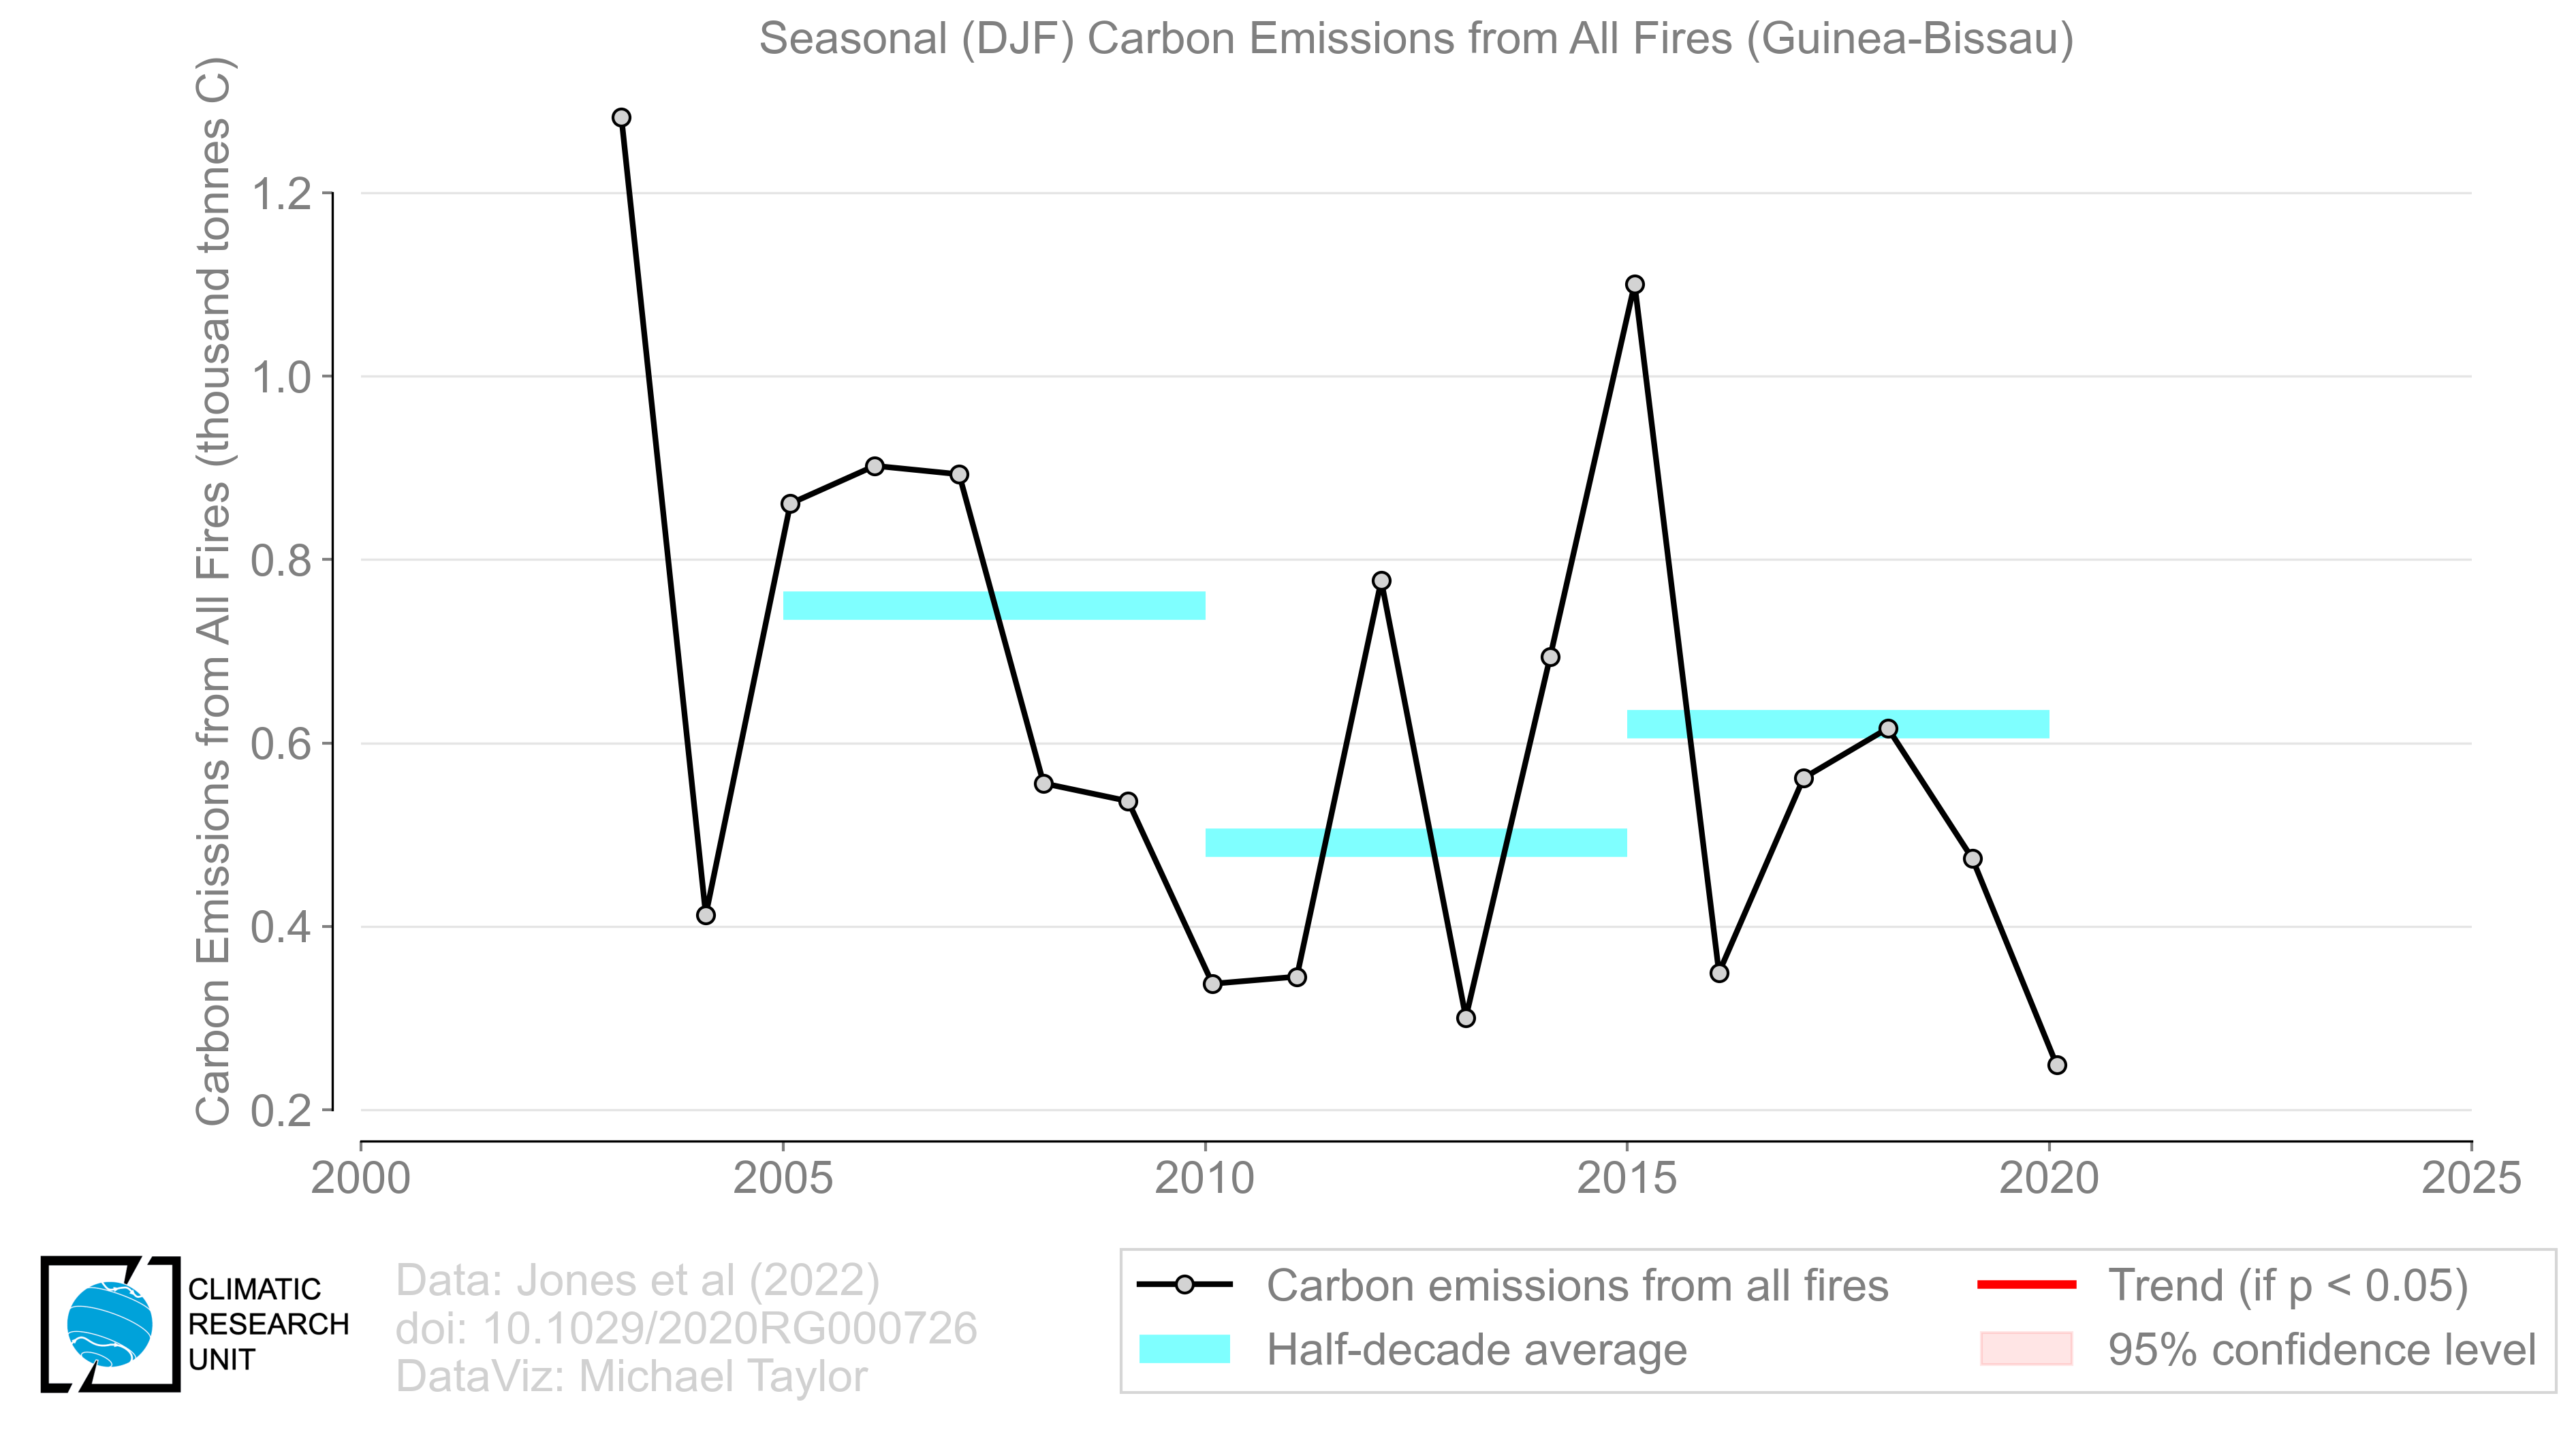 Seasonal (DJF) Carbon Emissions from All Fires (Guinea-Bissau)
Carbon Emissions from All Fires (thousand tonnes C)
1.2
1.0
0.8
0.6
0.4
0.2
2000 2005 2010 2015 2020 2025
CLIMATIC
RESEARCH
UNIT
Data: Jones et al (2022)
doi: 10.1029/2020RG000726
DataViz: Michael Taylor
Carbon emissions from all fires
Half-decade average
Trend (if p < 0.05)
95% confidence level